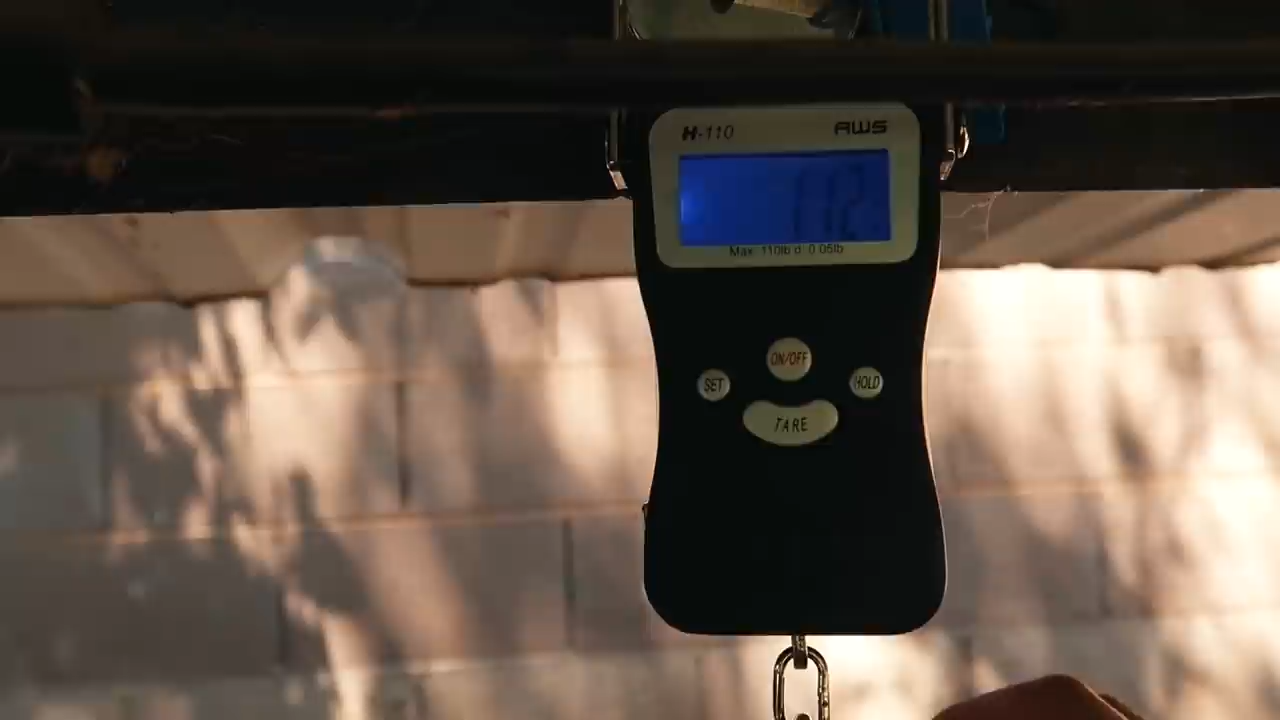 H-110 AWS
Max: 110lb d: 0.05lb
ON/OFF
SET HOLD
TARE